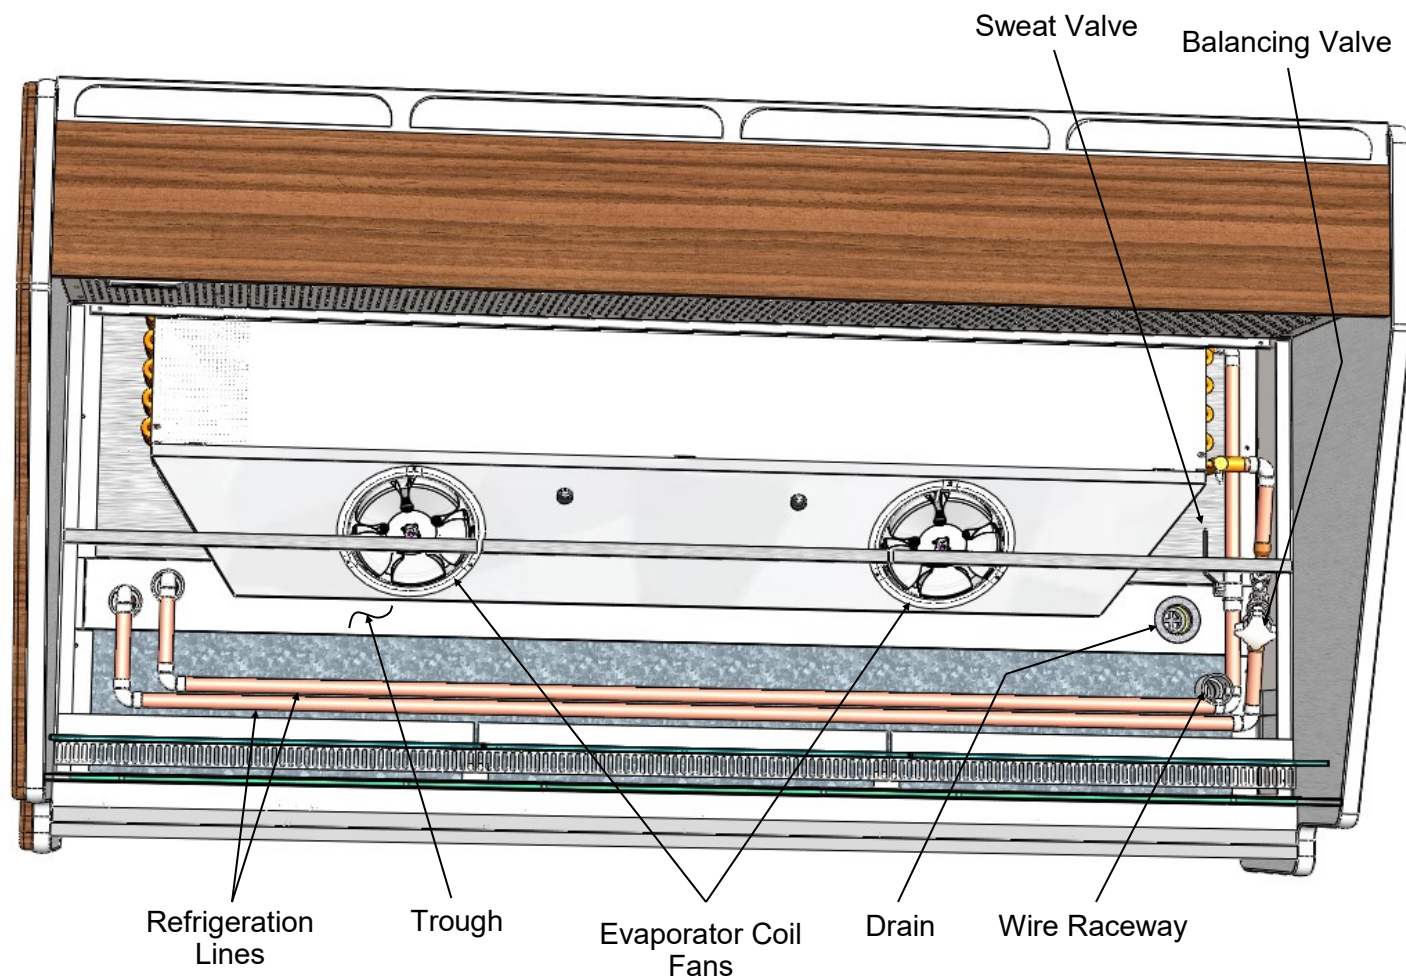 Sweat Valve
Balancing Valve
Refrigeration
Lines
Trough
Evaporator Coil
Fans
Drain
Wire Raceway